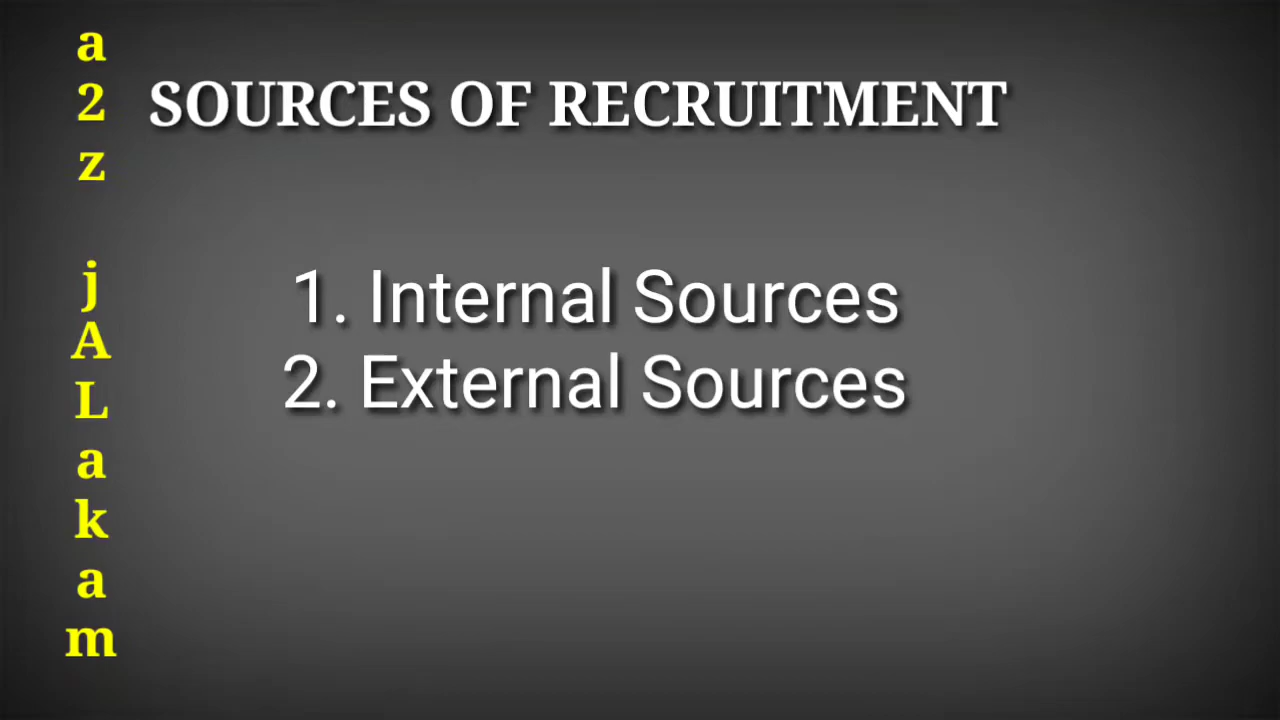 a
2
z
j
A
L
a
k
a
m
SOURCES OF RECRUITMENT
1. Internal Sources
2. External Sources